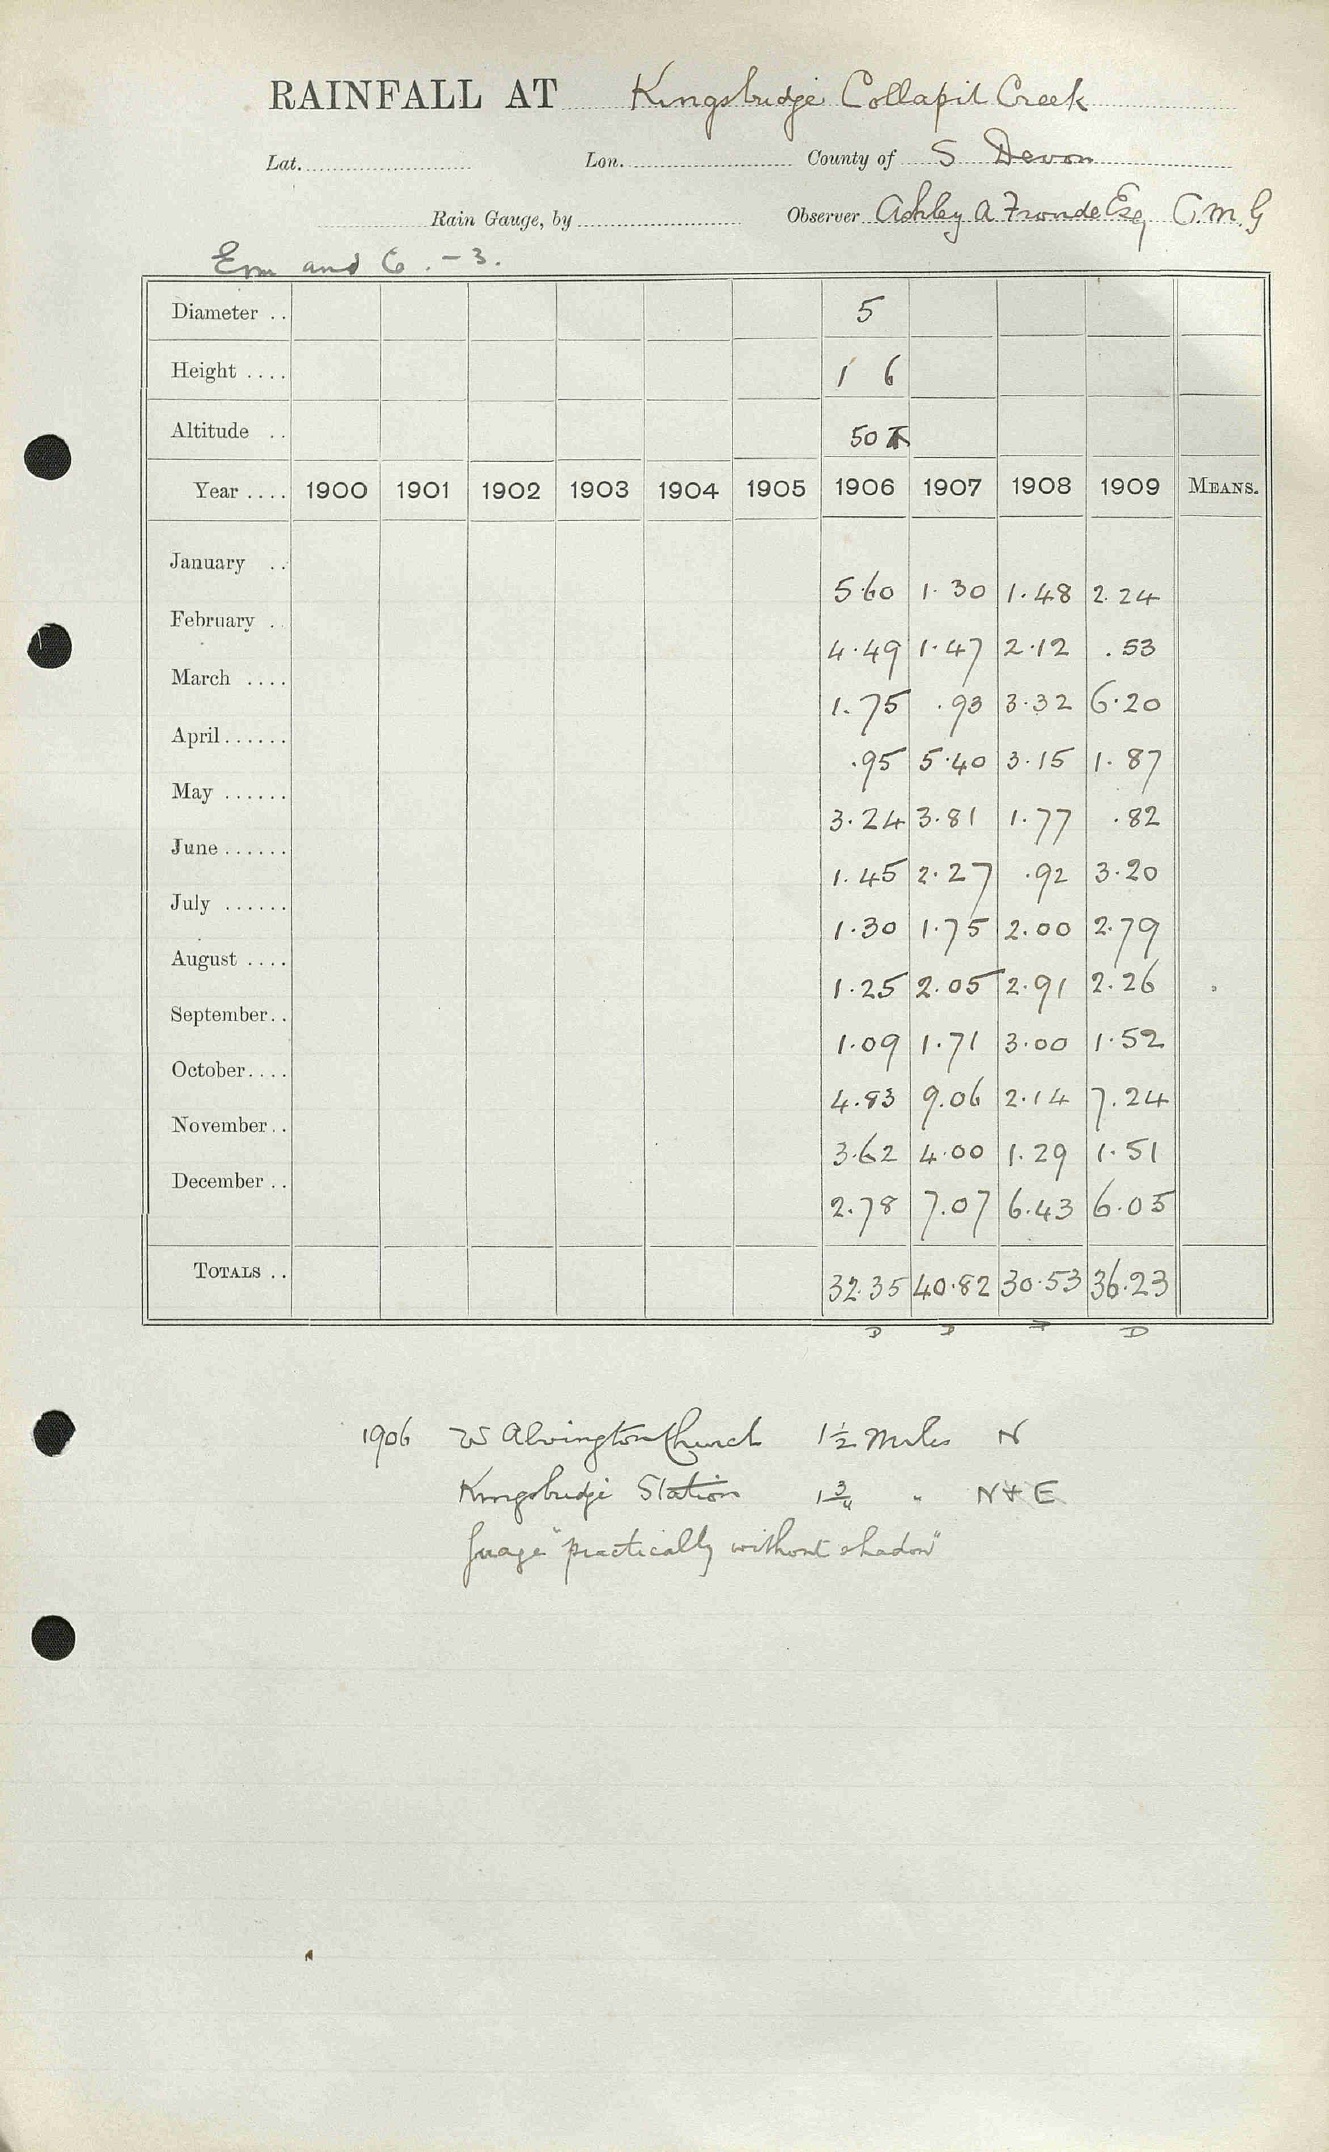 RAINFALL AT Kingsbridge Collapit Creek
Lat. Lon. County of S Devon
Rain Gauge, by Observer Ashley A Froude Esq C.M.G
Erm and 6. - 3.
Diameter .. 5
Height .... 1 6
Altitude .. 50 T
Year .... 1900 1901 1902 1903 1904 1905 1906 1907 1908 1909 MEANS.
January .. 5.60 1.30 1.48 2.24
February . 4.49 1.47 2.12 .53
March .... 1.75 .93 3.32 6.20
April...... .95 5.40 3.15 1.87
May ...... 3.24 3.81 1.77 .82
June ...... 1.45 2.27 .92 3.20
July ...... 1.30 1.75 2.00 2.79
August .... 1.25 2.05 2.91 2.26
September.. 1.09 1.71 3.00 1.52
October.... 4.83 9.06 2.14 7.24
November.. 3.62 4.00 1.29 1.51
December .. 2.78 7.07 6.43 6.05
TOTALS .. 32.35 40.82 30.53 36.23
D D D
1906 W Alvington Church 1½ Miles N
Kingsbridge Station 1¾ " N + E
Guage "practically without shadow"